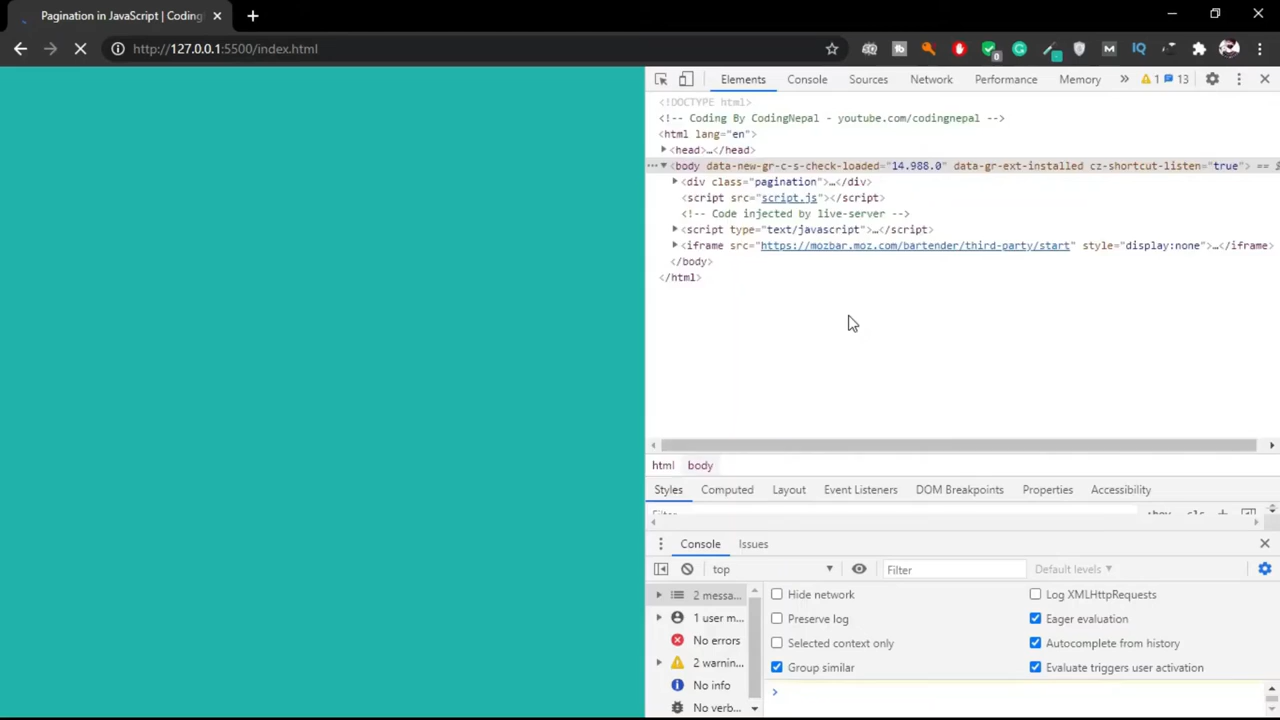 Pagination in JavaScript | Coding
http://127.0.0.1:5500/index.html
0
M
IQ
Elements Console Sources Network Performance Memory » 1 13
<!DOCTYPE html>
<!-- Coding By CodingNepal - youtube.com/codingnepal -->
<html lang="en">
<head>…</head>
<body data-new-gr-c-s-check-loaded="14.988.0" data-gr-ext-installed cz-shortcut-listen="true"> == $
<div class="pagination">…</div>
<script src="script.js"></script>
<!-- Code injected by live-server -->
<script type="text/javascript">…</script>
<iframe src="https://mozbar.moz.com/bartender/third-party/start" style="display:none">…</iframe>
</body>
</html>
html body
Styles Computed Layout Event Listeners DOM Breakpoints Properties Accessibility
Filter :hov .cls +
Console Issues
top Filter Default levels
2 messa... Hide network Log XMLHttpRequests
1 user m... Preserve log Eager evaluation
No errors Selected context only Autocomplete from history
2 warnin... Group similar Evaluate triggers user activation
No info >
No verb...